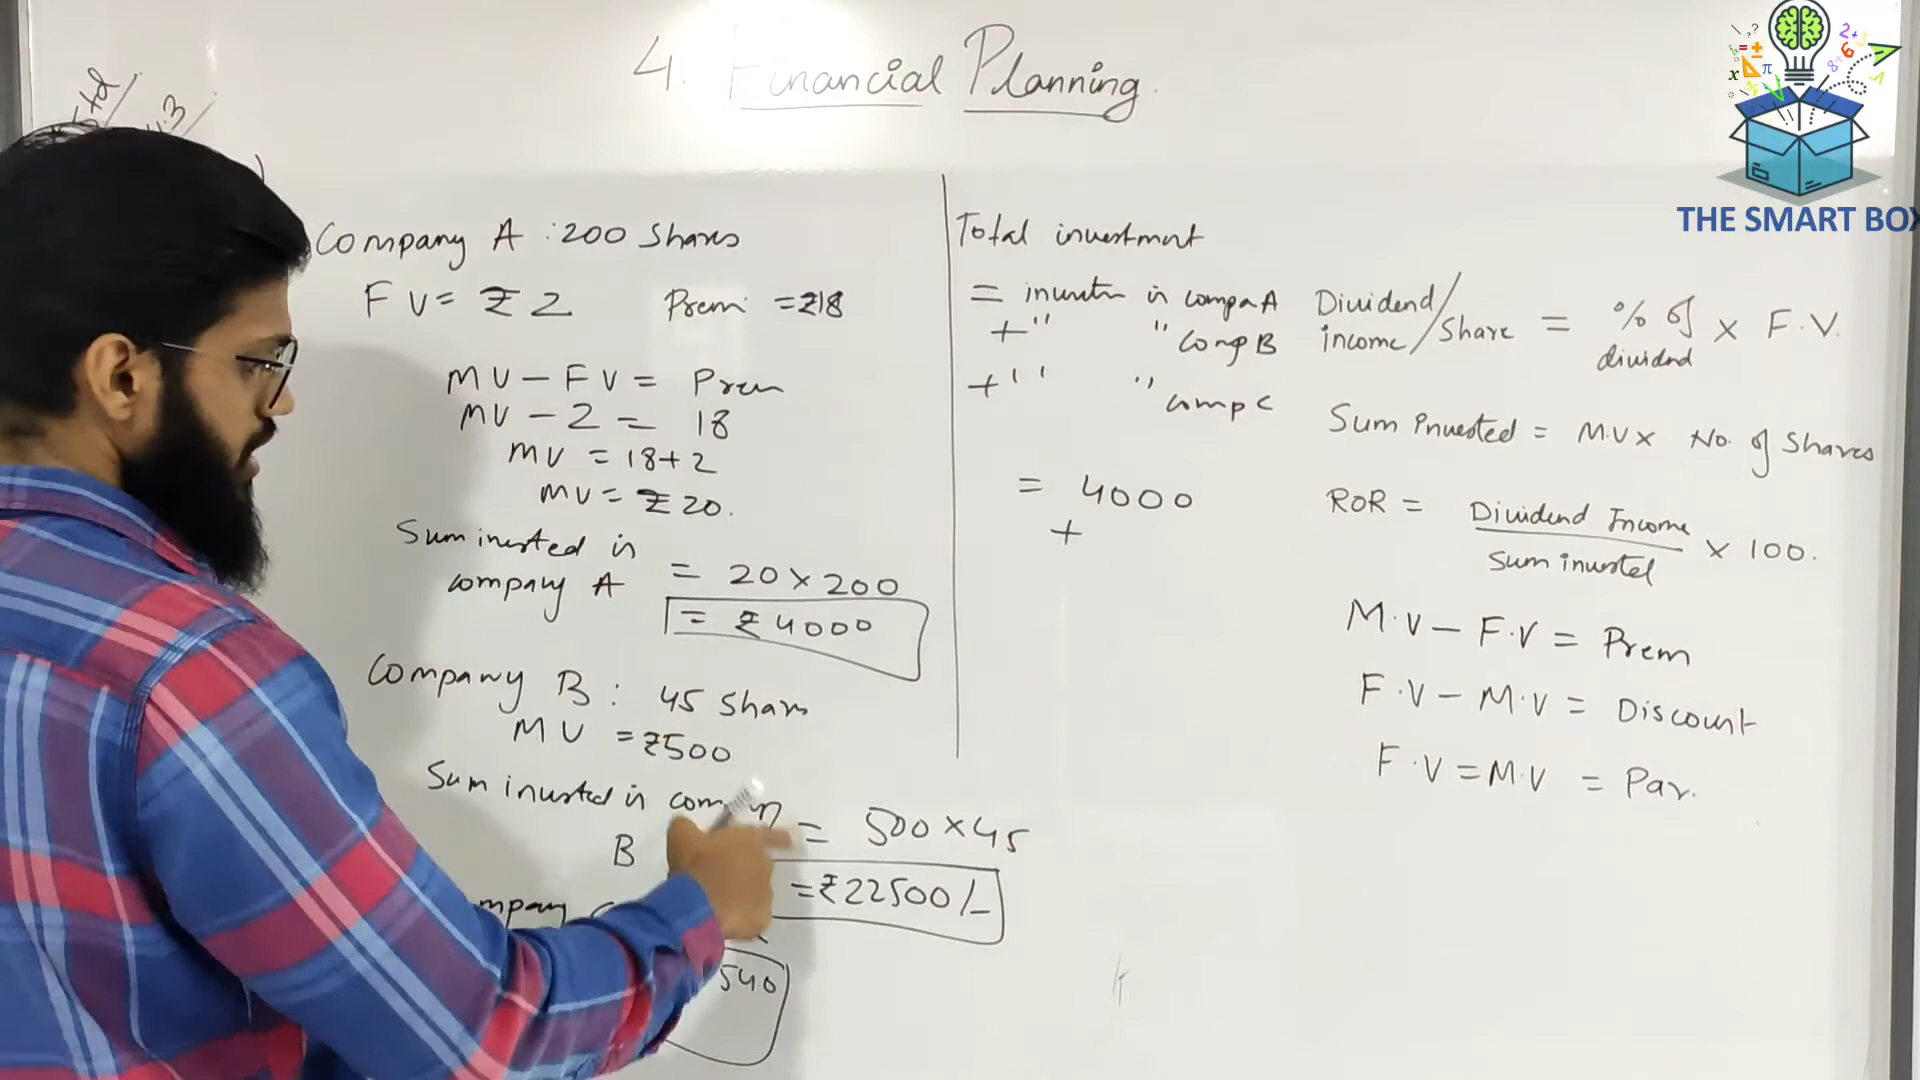 4. Financial Planning.
THE SMART BOX
Company A : 200 Shares
FV = ₹ 2 Prem = ₹18
MV - FV = Prem
MV - 2 = 18
MV = 18+2
MV = ₹ 20.
Sum invested in
company A = 20 × 200
= ₹ 4000
Company B : 45 Shares
MV = ₹500
Sum invested in
B = 500 × 45
= ₹22500/-
540
Total investment
= in compa A
+ " " comp B
+ " " comp C
= 4000
+
Dividend
income/Share = % of dividend × F.V.
Sum invested = M.V × No. of Shares
ROR = Dividend Income
Sum invested × 100.
M.V - F.V = Prem
F.V - M.V = Discount
F.V = M.V = Par.